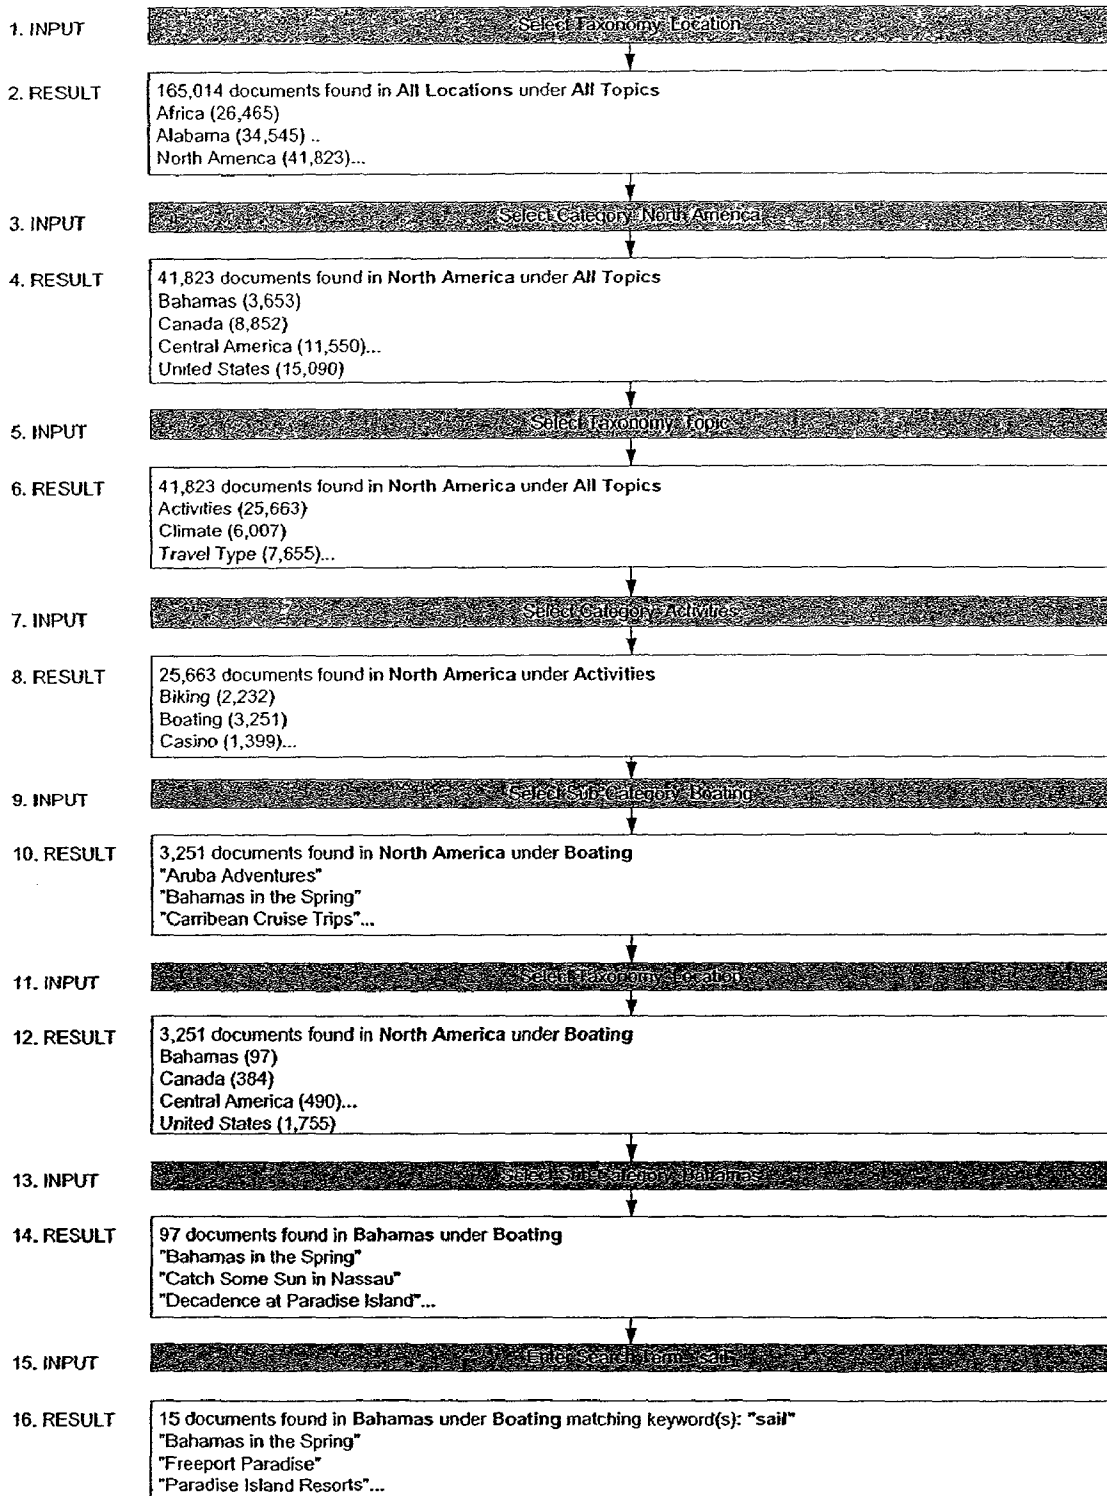 1. INPUT
Select Taxonomy: Location
2. RESULT
165,014 documents found in All Locations under All Topics
Africa (26,465)
Alabama (34,545) ..
North America (41,823)...
3. INPUT
Select Category: North America
4. RESULT
41,823 documents found in North America under All Topics
Bahamas (3,653)
Canada (8,852)
Central America (11,550)...
United States (15,090)
5. INPUT
Select Taxonomy: Topic
6. RESULT
41,823 documents found in North America under All Topics
Activities (25,663)
Climate (6,007)
Travel Type (7,655)...
7. INPUT
Select Category: Activities
8. RESULT
25,663 documents found in North America under Activities
Biking (2,232)
Boating (3,251)
Casino (1,399)...
9. INPUT
Select Sub Category: Boating
10. RESULT
3,251 documents found in North America under Boating
"Aruba Adventures"
"Bahamas in the Spring"
"Carribean Cruise Trips"...
11. INPUT
Select Taxonomy: Location
12. RESULT
3,251 documents found in North America under Boating
Bahamas (97)
Canada (384)
Central America (490)...
United States (1,755)
13. INPUT
Select Sub Category: Bahamas
14. RESULT
97 documents found in Bahamas under Boating
"Bahamas in the Spring"
"Catch Some Sun in Nassau"
"Decadence at Paradise Island"...
15. INPUT
Enter Search Term: sail
16. RESULT
15 documents found in Bahamas under Boating matching keyword(s): "sail"
"Bahamas in the Spring"
"Freeport Paradise"
"Paradise Island Resorts"...